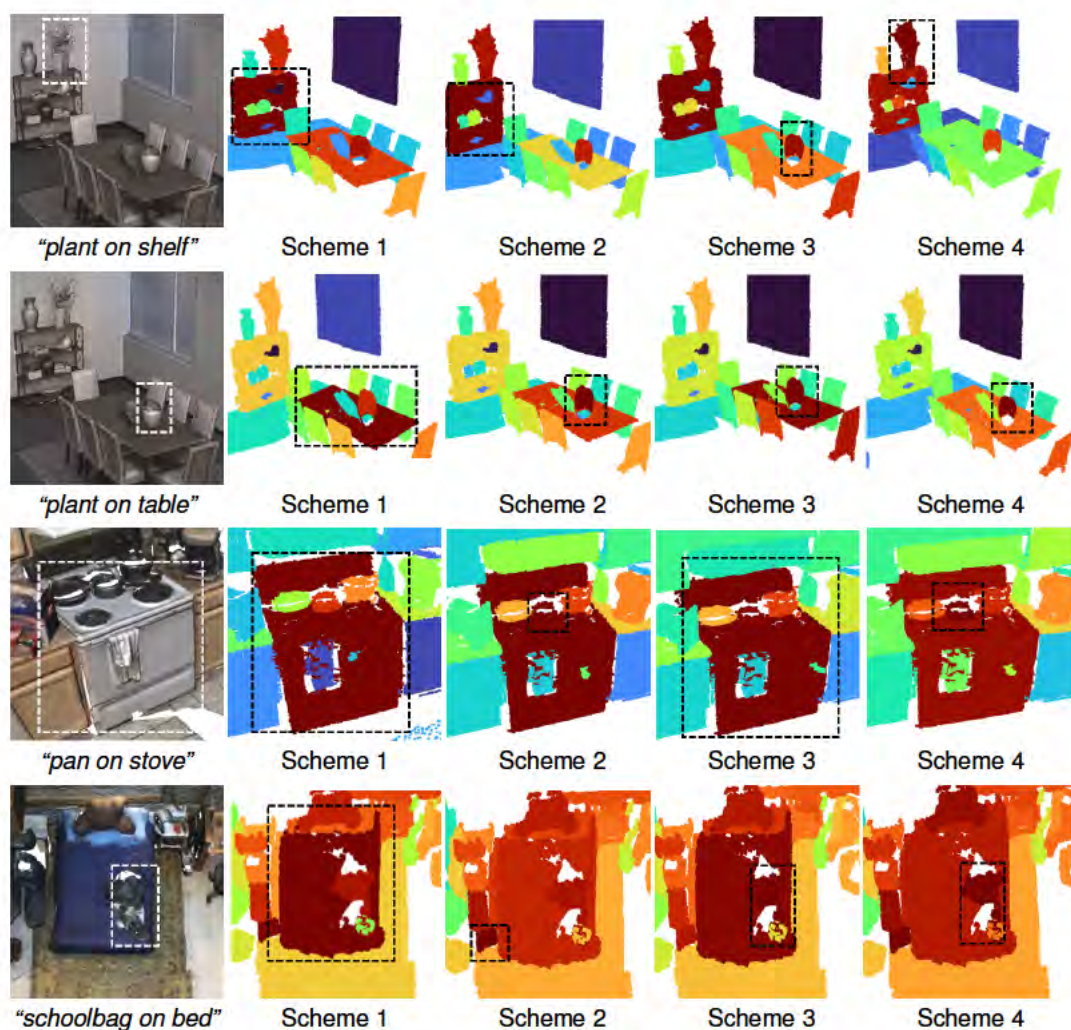 "plant on shelf" Scheme 1 Scheme 2 Scheme 3 Scheme 4
"plant on table" Scheme 1 Scheme 2 Scheme 3 Scheme 4
"pan on stove" Scheme 1 Scheme 2 Scheme 3 Scheme 4
"schoolbag on bed" Scheme 1 Scheme 2 Scheme 3 Scheme 4